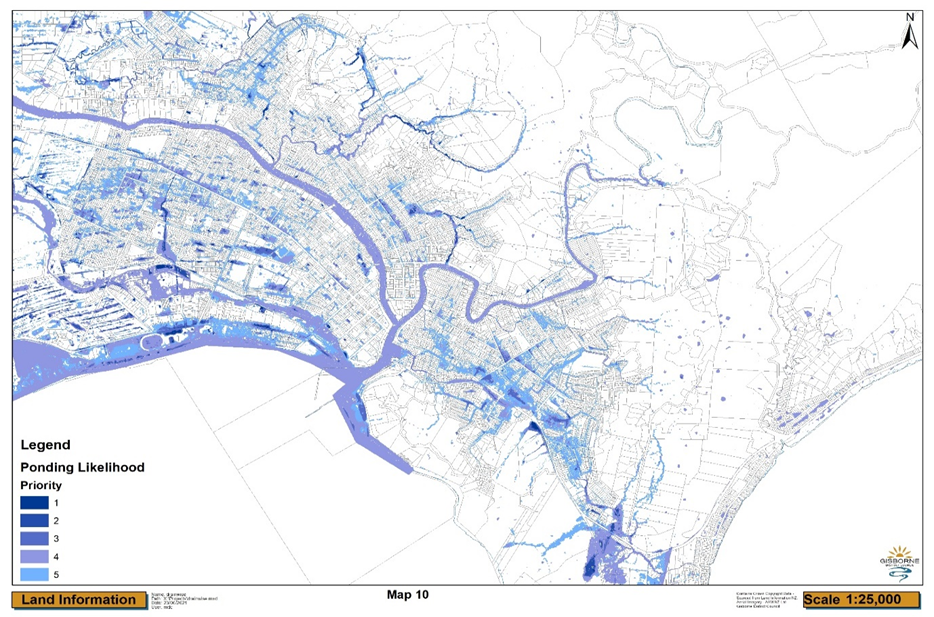 N
Legend
Ponding Likelihood
Priority
1
2
3
4
5
GISBORNE
Land Information
Map 10
Scale 1:25,000